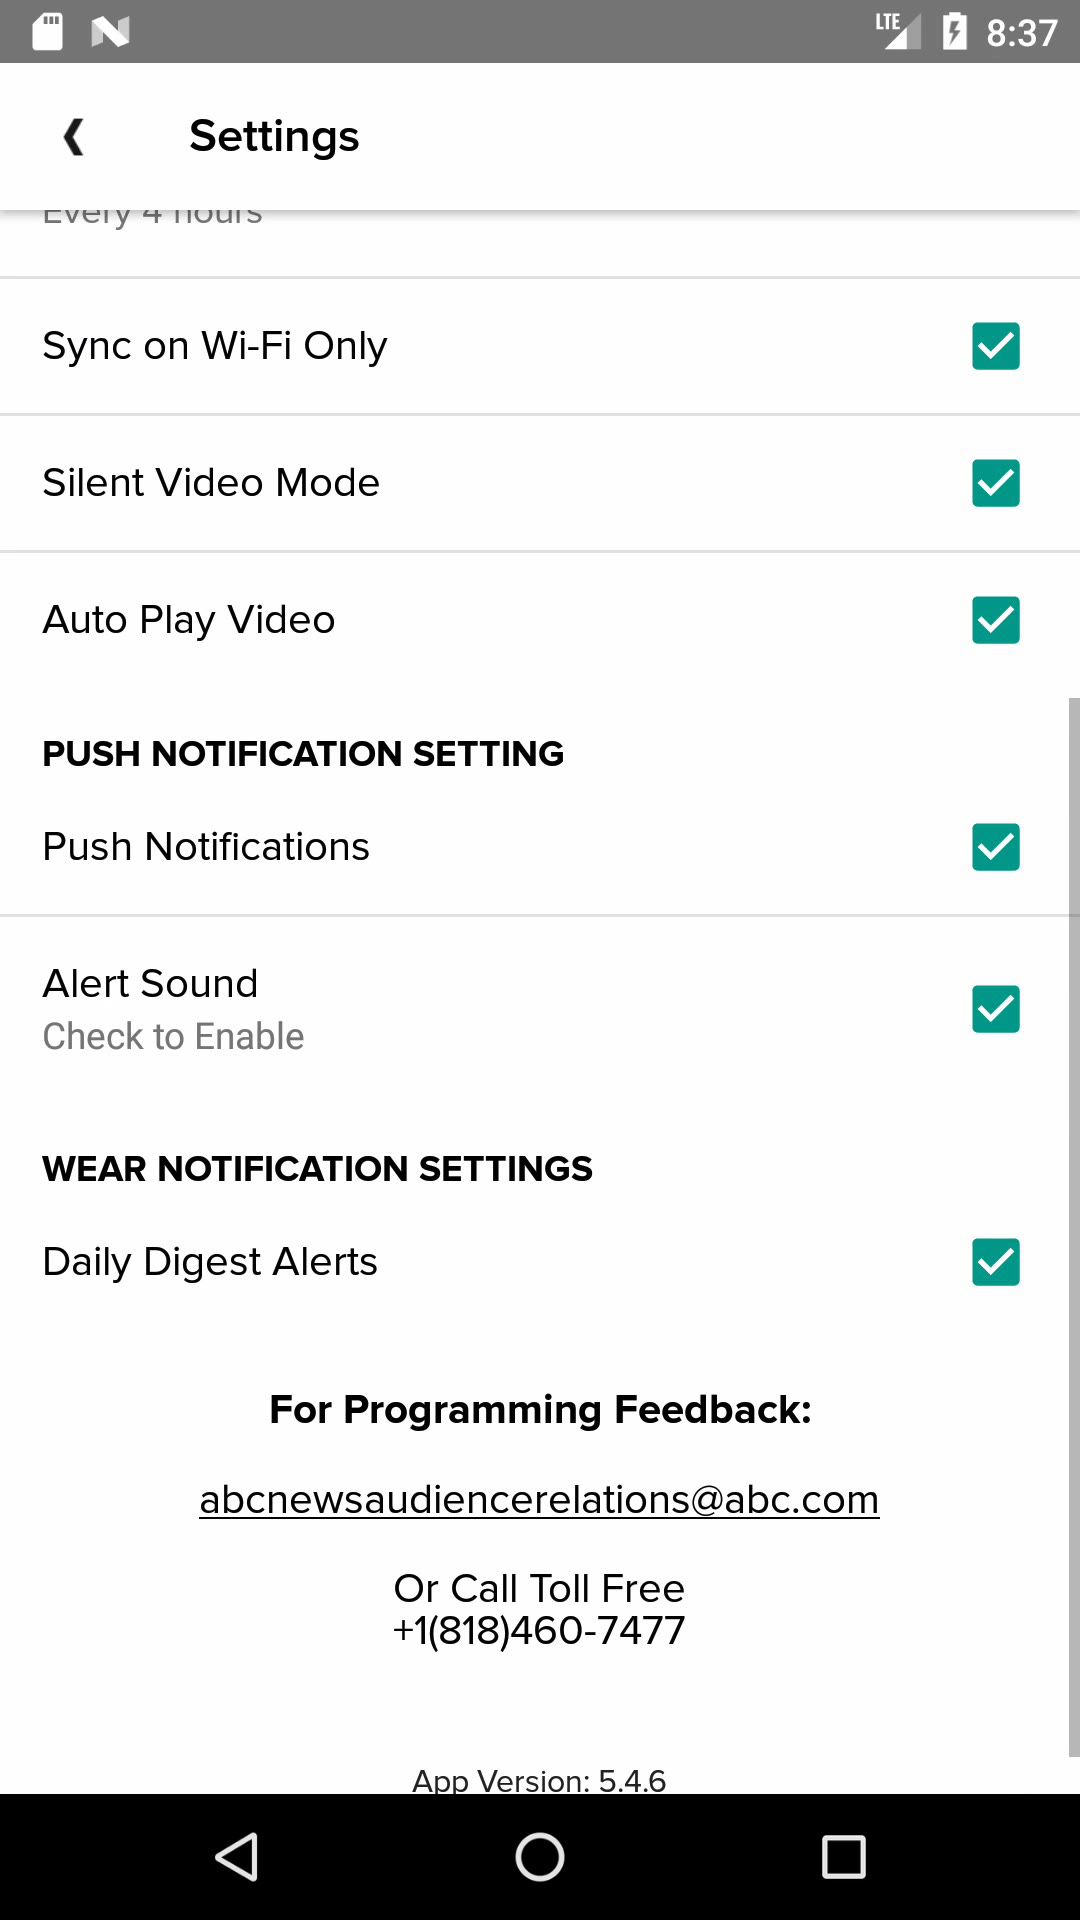 LTE 8:37
Settings
Every 4 hours
Sync on Wi-Fi Only
Silent Video Mode
Auto Play Video
PUSH NOTIFICATION SETTING
Push Notifications
Alert Sound
Check to Enable
WEAR NOTIFICATION SETTINGS
Daily Digest Alerts
For Programming Feedback:
abcnewsaudiencerelations@abc.com
Or Call Toll Free
+1(818)460-7477
App Version: 5.4.6